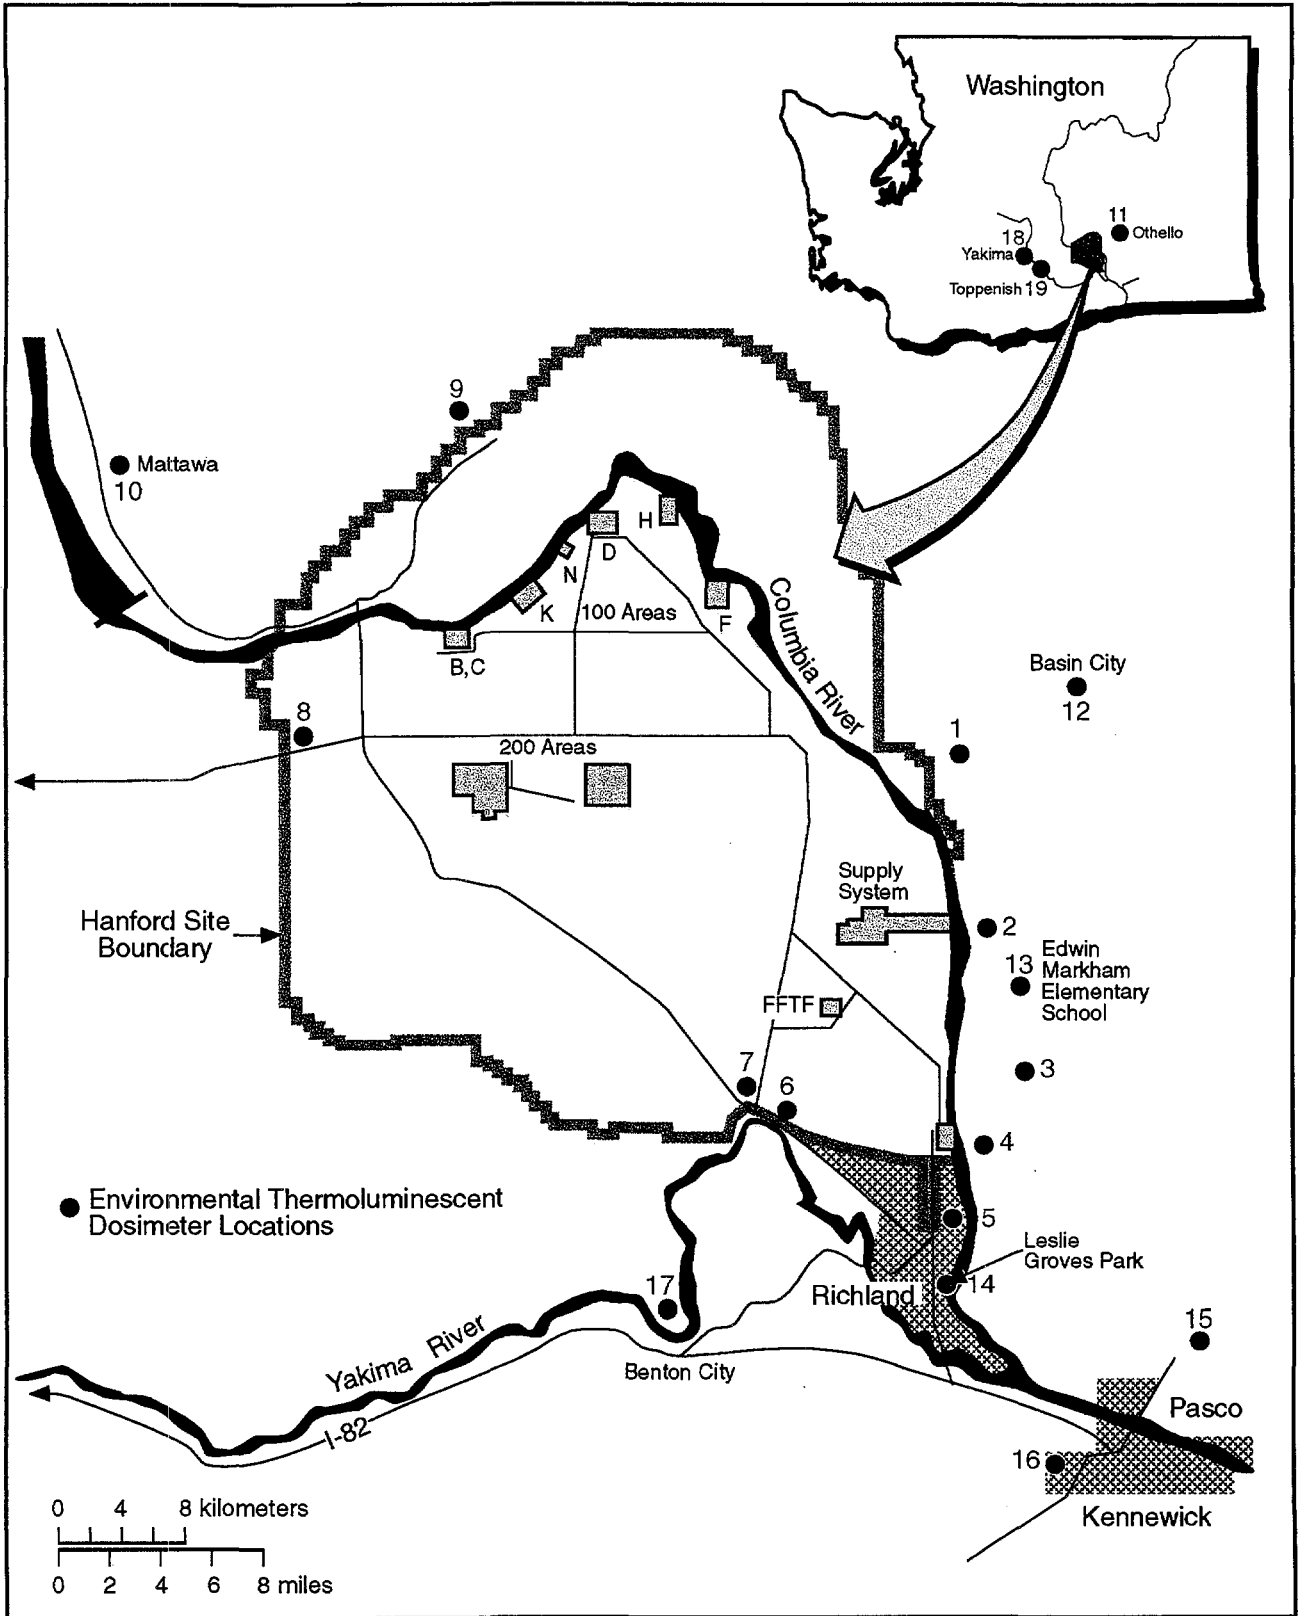 Washington
11
Othello
18
Yakima
Toppenish 19
9
Mattawa
10
H
D
N
K
100 Areas
F
B,C
Columbia River
Basin City
12
8
1
200 Areas
Supply
System
Hanford Site
Boundary
2
13
Edwin
Markham
Elementary
School
FFTF
3
7
6
4
Environmental Thermoluminescent
Dosimeter Locations
5
Leslie
Groves Park
14
Richland
17
15
Yakima River
Benton City
Pasco
I-82
16
Kennewick
0 4 8 kilometers
0 2 4 6 8 miles